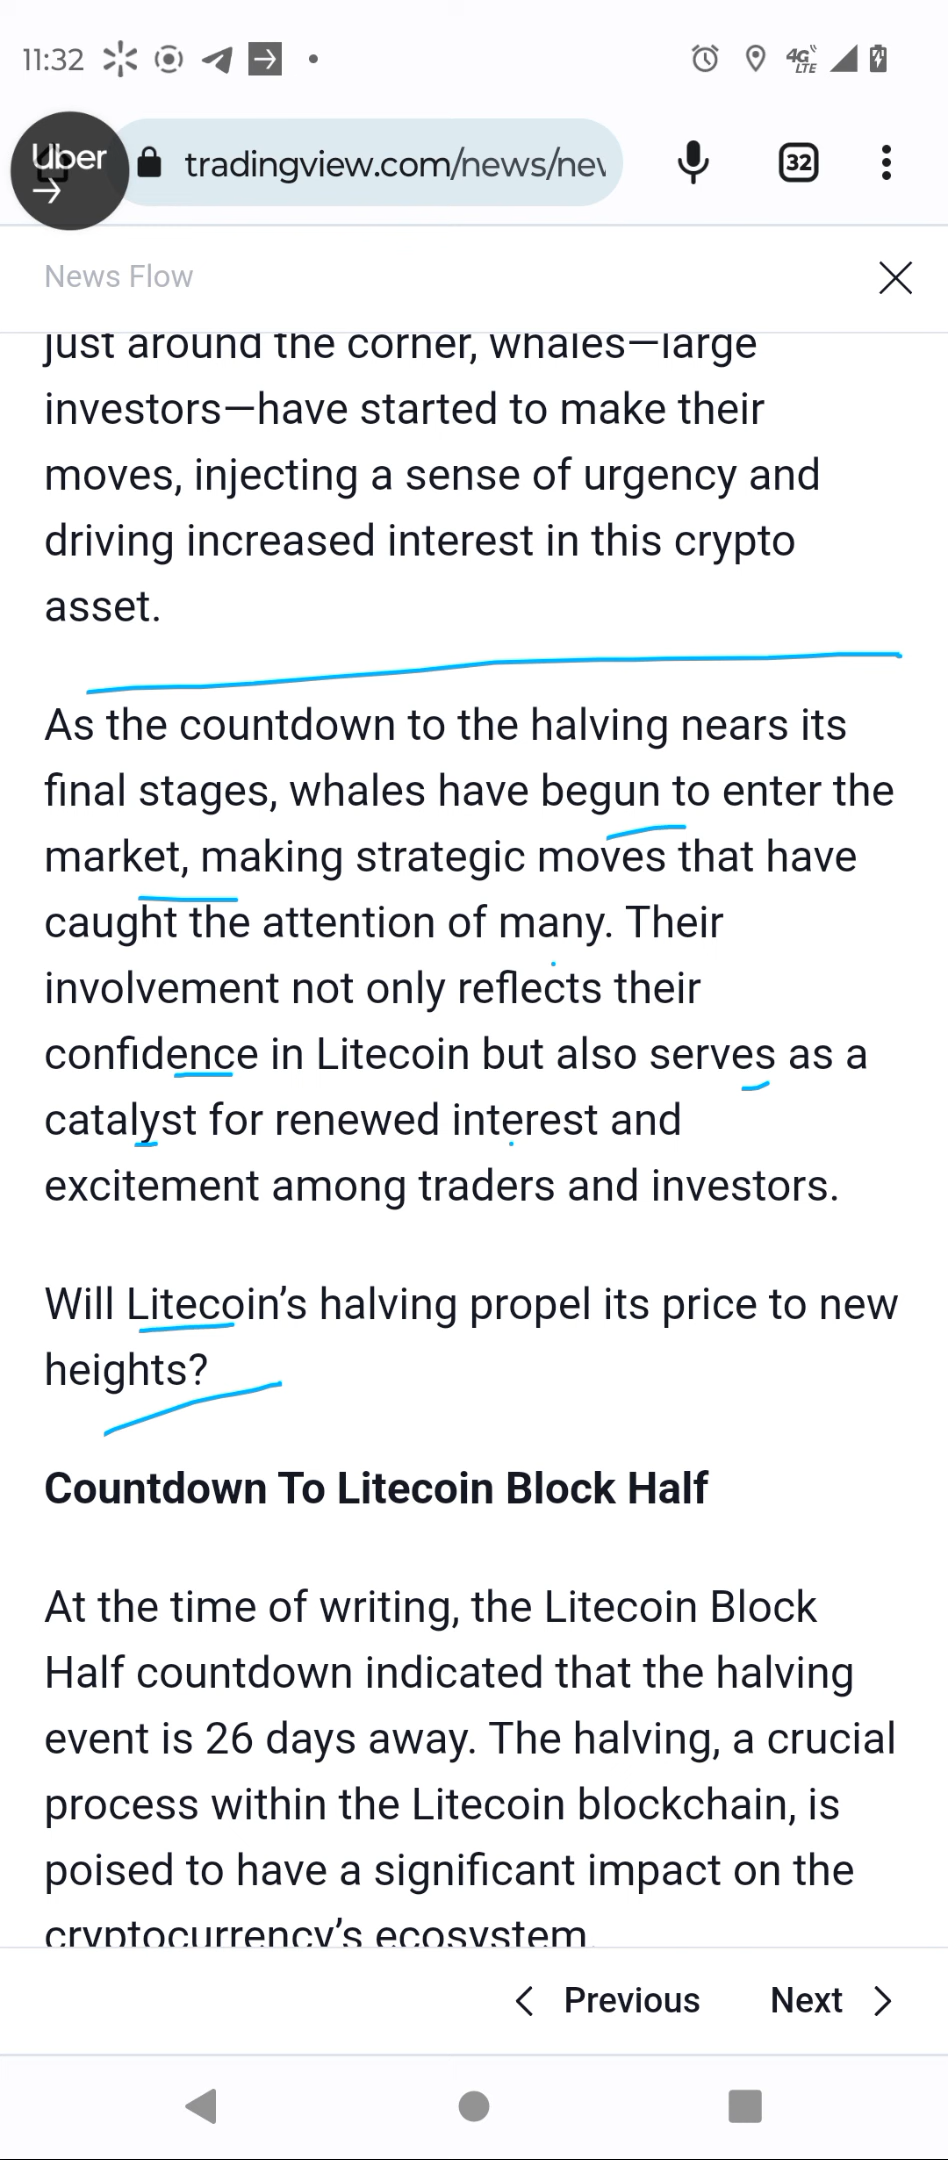 11:32
4G LTE
Uber
tradingview.com/news/nev
32
News Flow
just around the corner, whales—large
investors—have started to make their
moves, injecting a sense of urgency and
driving increased interest in this crypto
asset.
As the countdown to the halving nears its
final stages, whales have begun to enter the
market, making strategic moves that have
caught the attention of many. Their
involvement not only reflects their
confidence in Litecoin but also serves as a
catalyst for renewed interest and
excitement among traders and investors.
Will Litecoin’s halving propel its price to new
heights?
Countdown To Litecoin Block Half
At the time of writing, the Litecoin Block
Half countdown indicated that the halving
event is 26 days away. The halving, a crucial
process within the Litecoin blockchain, is
poised to have a significant impact on the
cryptocurrency’s ecosystem.
Previous Next